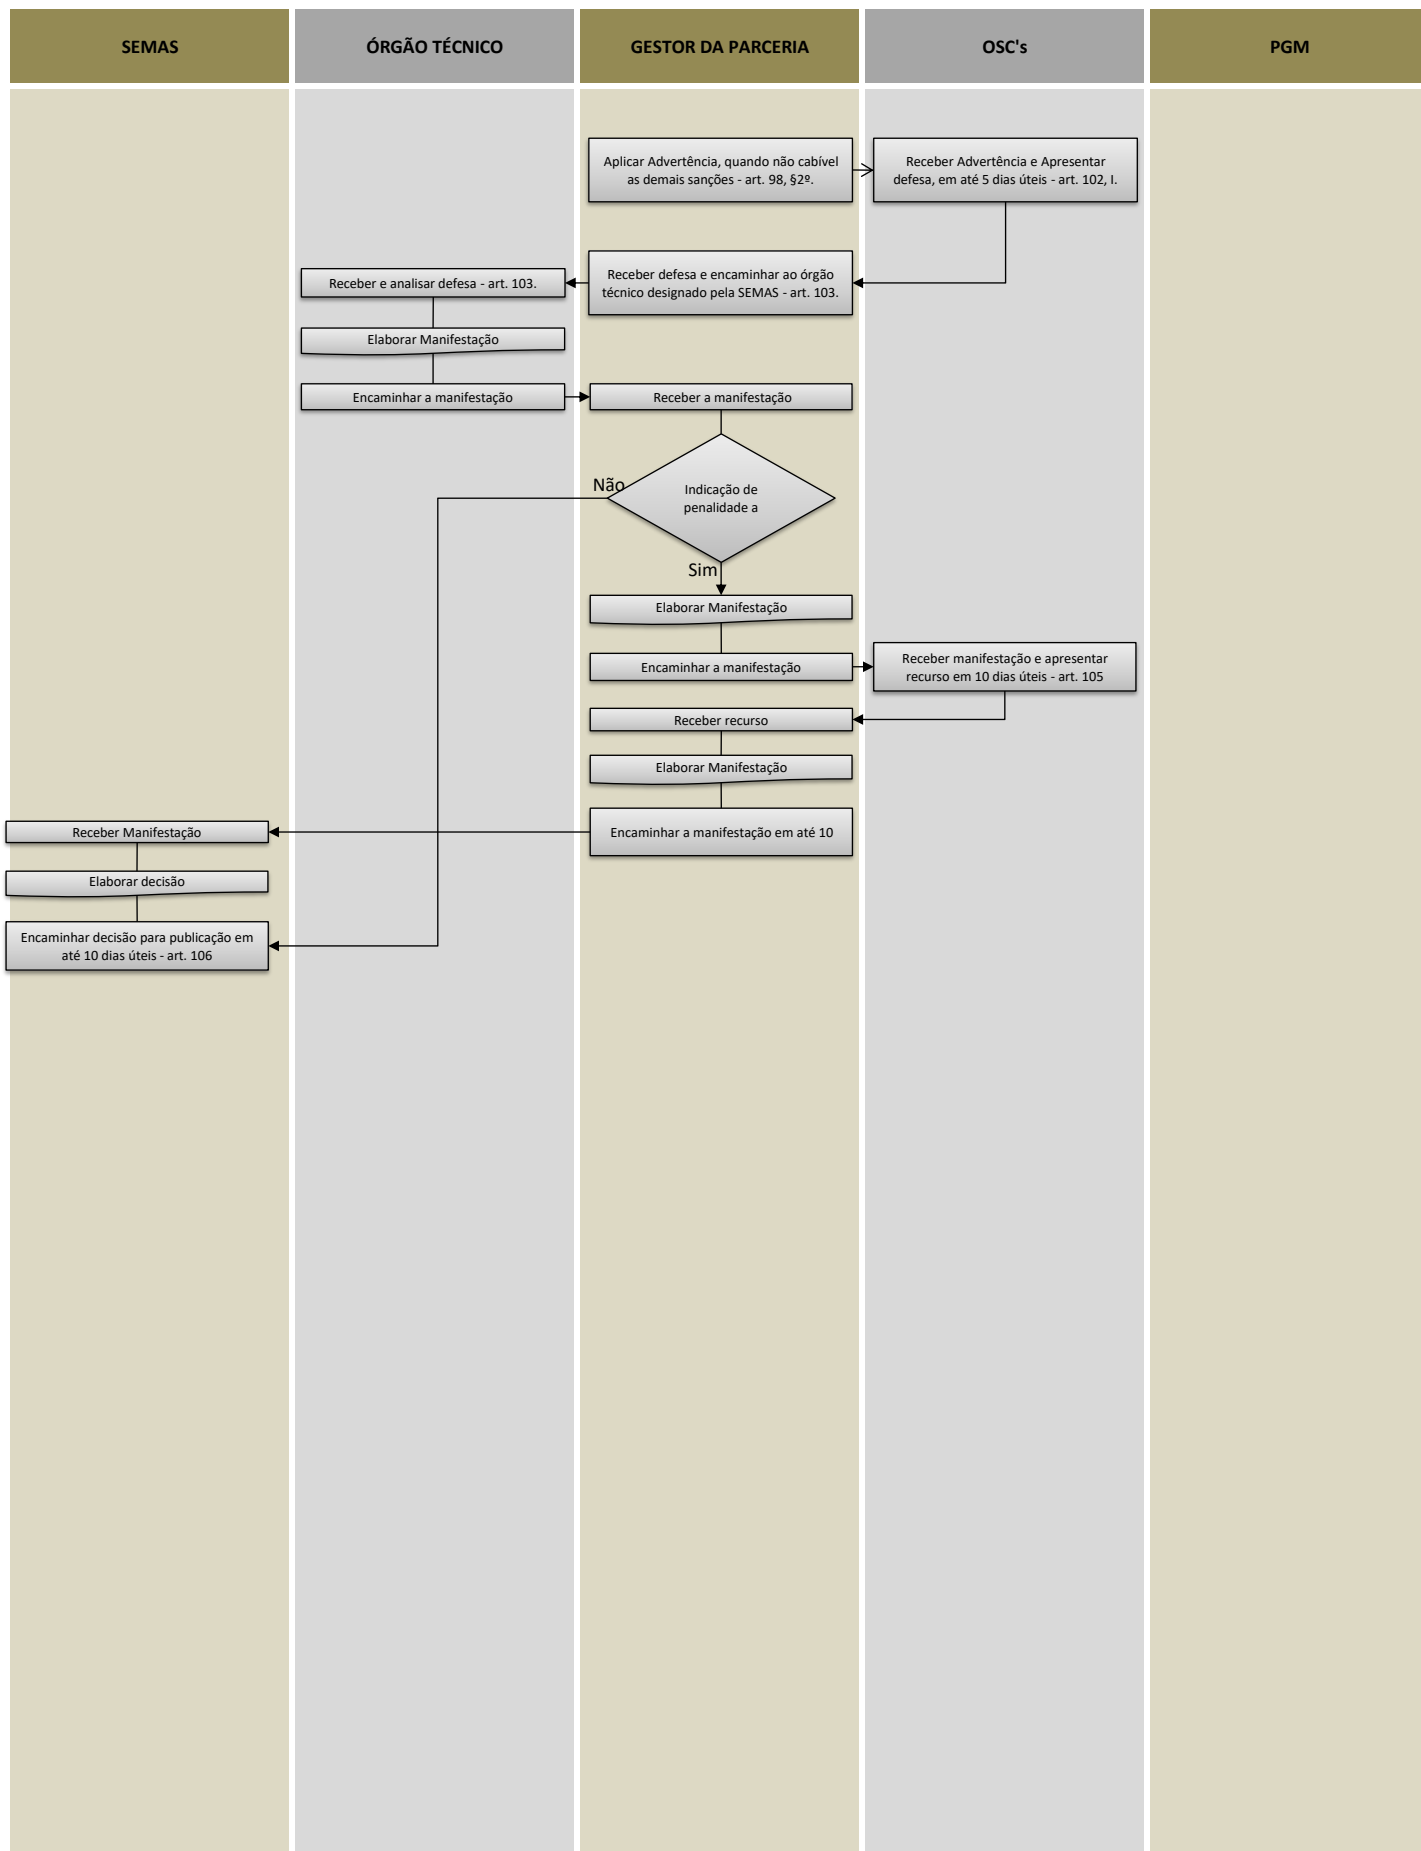 SEMAS
ÓRGÃO TÉCNICO
GESTOR DA PARCERIA
OSC's
PGM
Aplicar Advertência, quando não cabível
as demais sanções - art. 98, §2º.
Receber Advertência e Apresentar
defesa, em até 5 dias úteis - art. 102, I.
Receber defesa e encaminhar ao órgão
técnico designado pela SEMAS - art. 103.
Receber e analisar defesa - art. 103.
Elaborar Manifestação
Encaminhar a manifestação
Receber a manifestação
Indicação de
penalidade a
Não
Sim
Elaborar Manifestação
Encaminhar a manifestação
Receber manifestação e apresentar
recurso em 10 dias úteis - art. 105
Receber recurso
Elaborar Manifestação
Encaminhar a manifestação em até 10
Receber Manifestação
Elaborar decisão
Encaminhar decisão para publicação em
até 10 dias úteis - art. 106